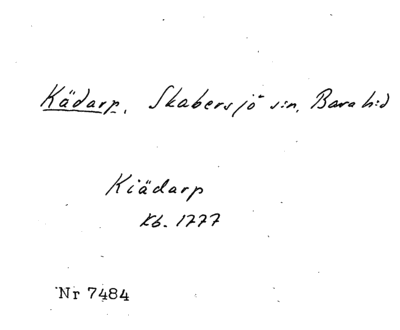 Kädarp, Skabersjö s:n, Bara h:d
Kiädarp
kb. 1777
Nr 7484